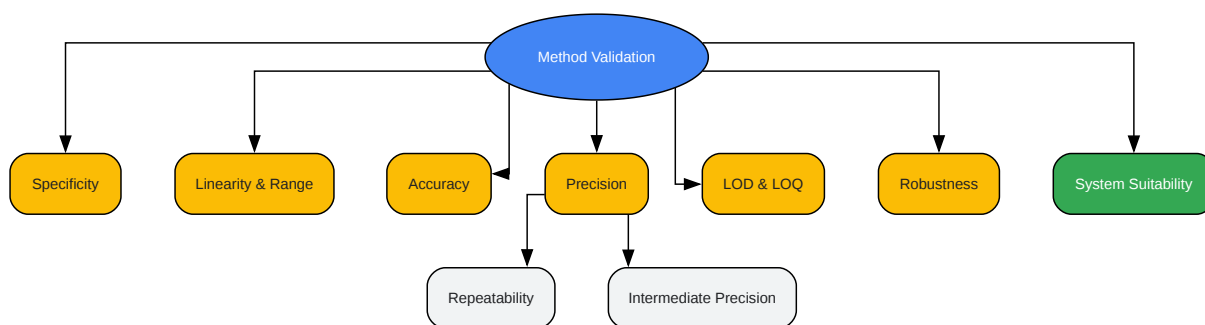 Method Validation
Specificity
Linearity & Range
Accuracy
Precision
LOD & LOQ
Robustness
System Suitability
Repeatability
Intermediate Precision